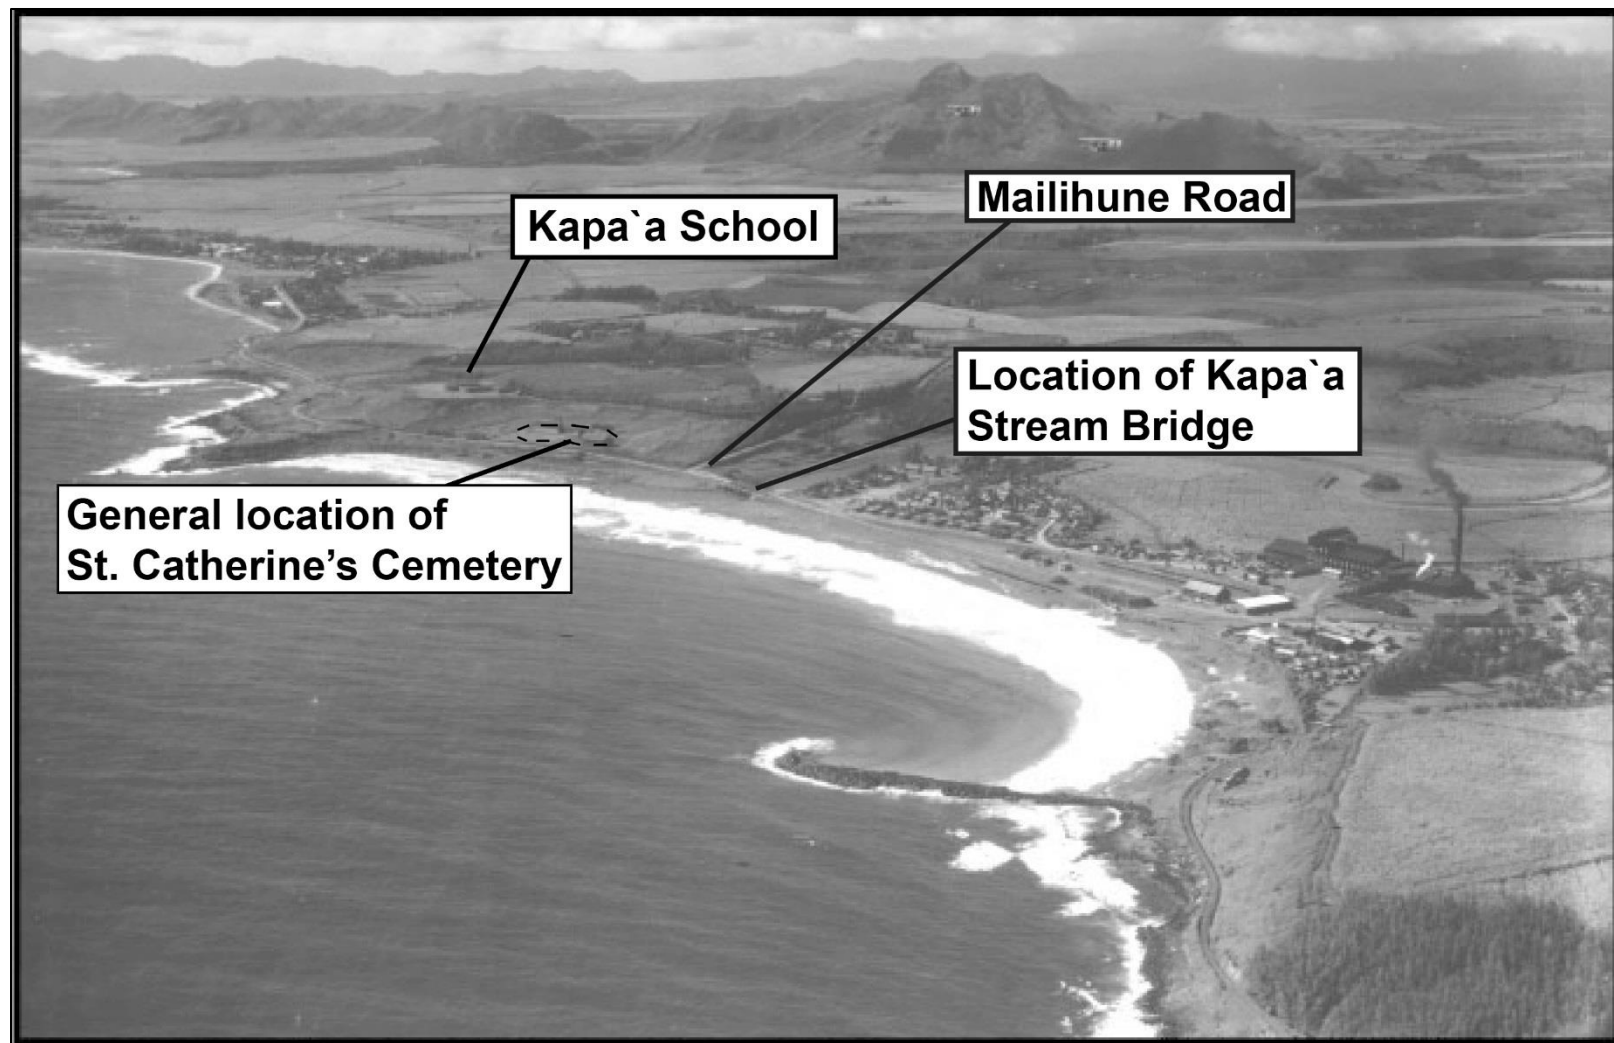 Mailihune Road
Kapa`a School
Location of Kapa`a
Stream Bridge
General location of
St. Catherine’s Cemetery